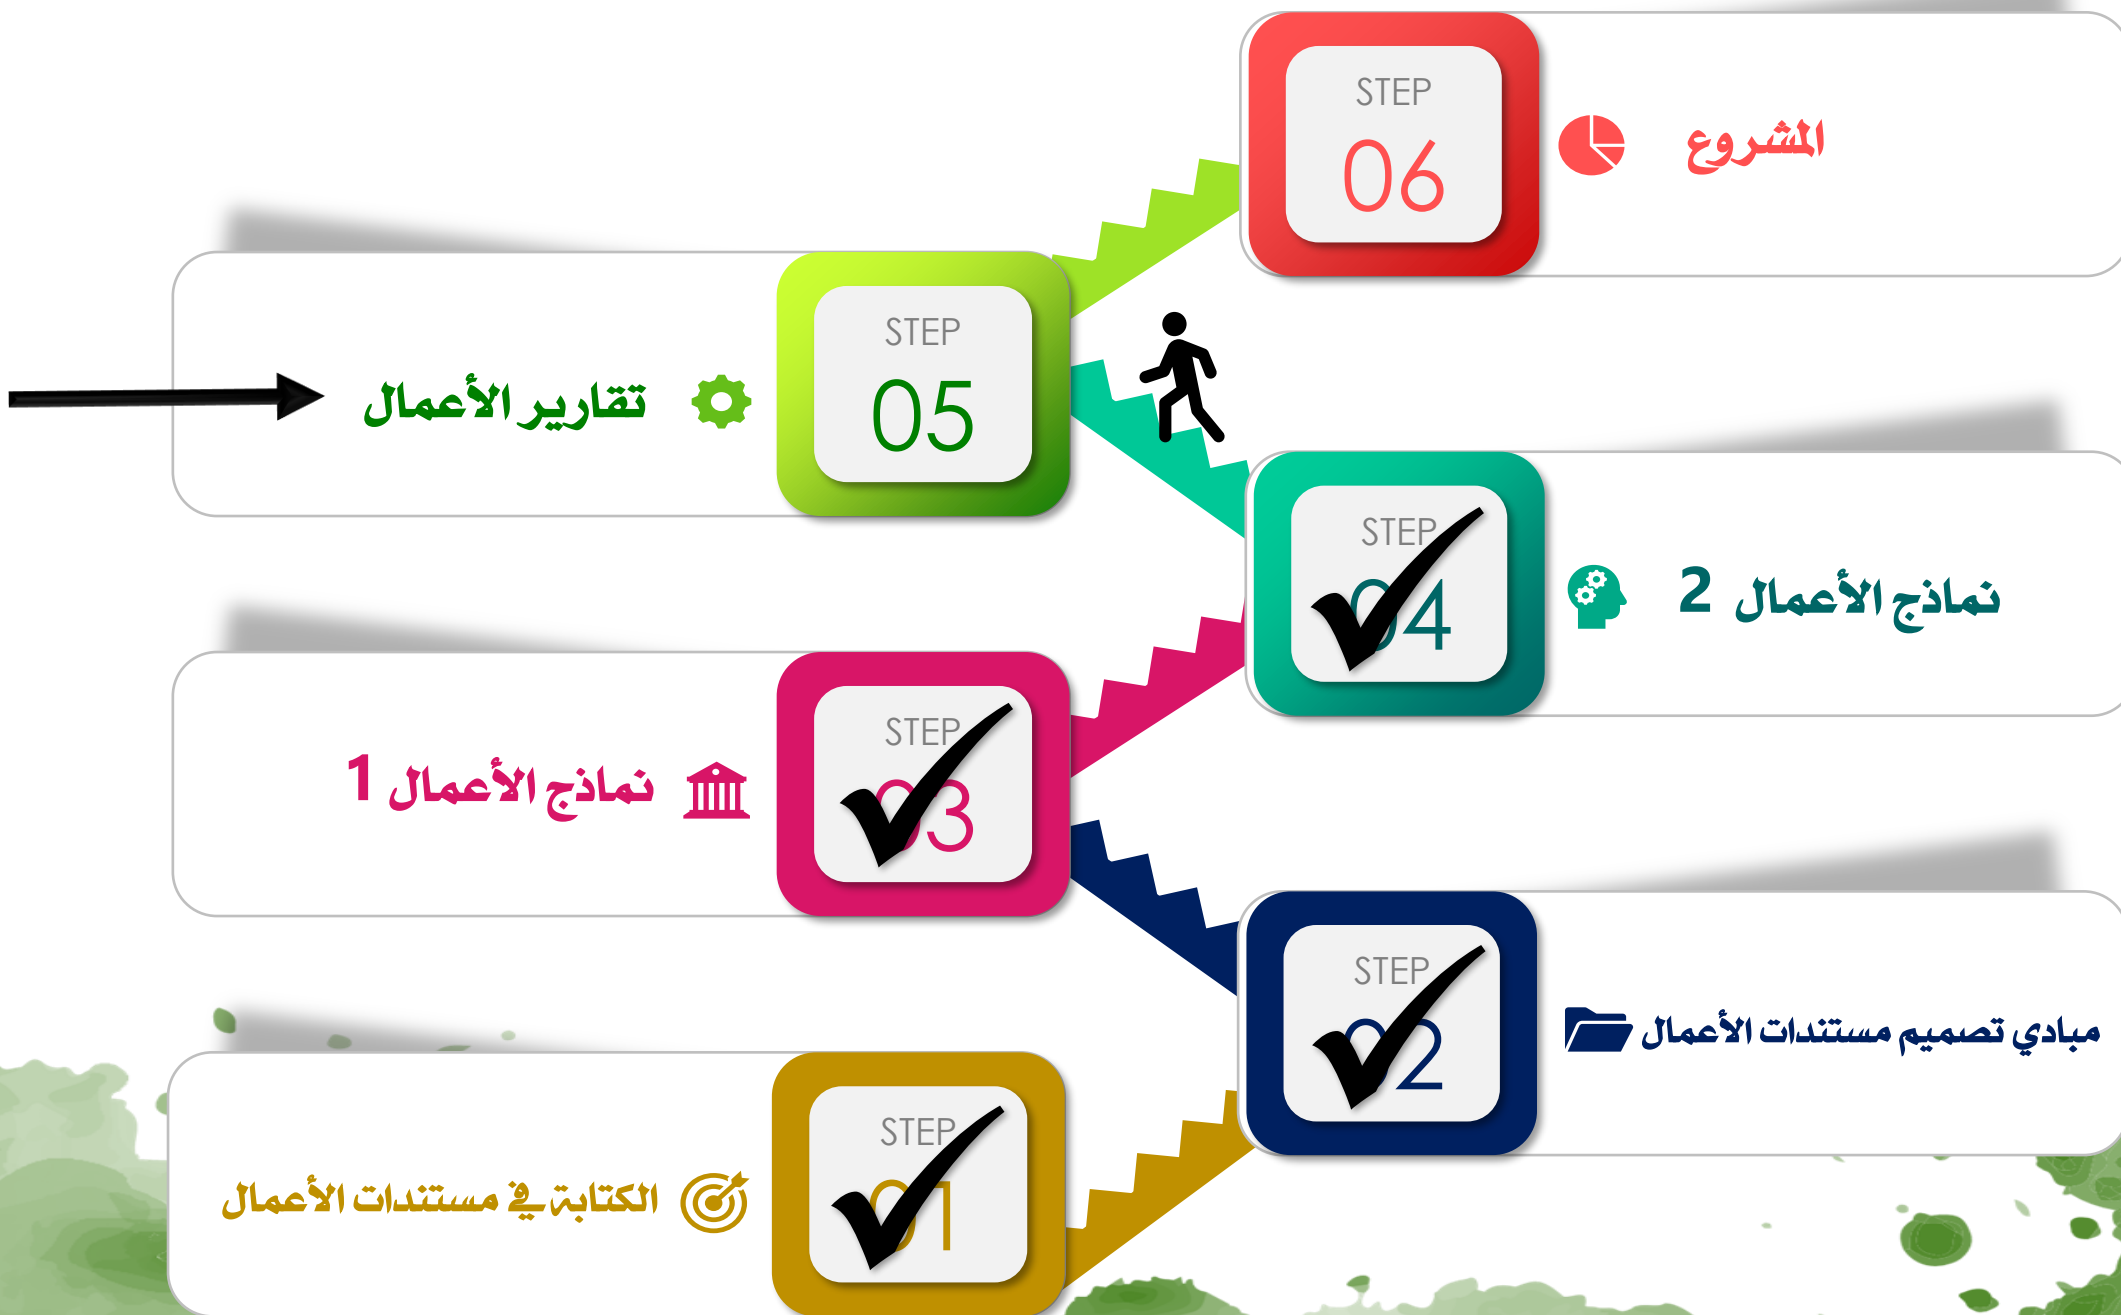 STEP
06
المشروع
STEP
05
تقارير الأعمال
STEP
04
نماذج الأعمال 2
STEP
03
نماذج الأعمال 1
STEP
02
مبادي تصميم مستندات الأعمال
STEP
01
الكتابة في مستندات الأعمال